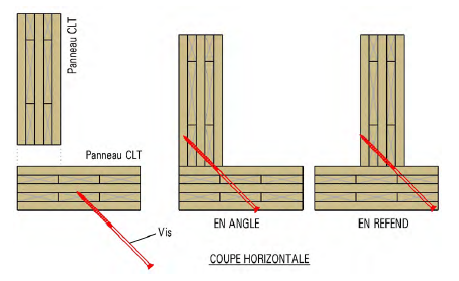 Panneau CLT
Panneau CLT
Vis
EN ANGLE
EN REFEND
COUPE HORIZONTALE